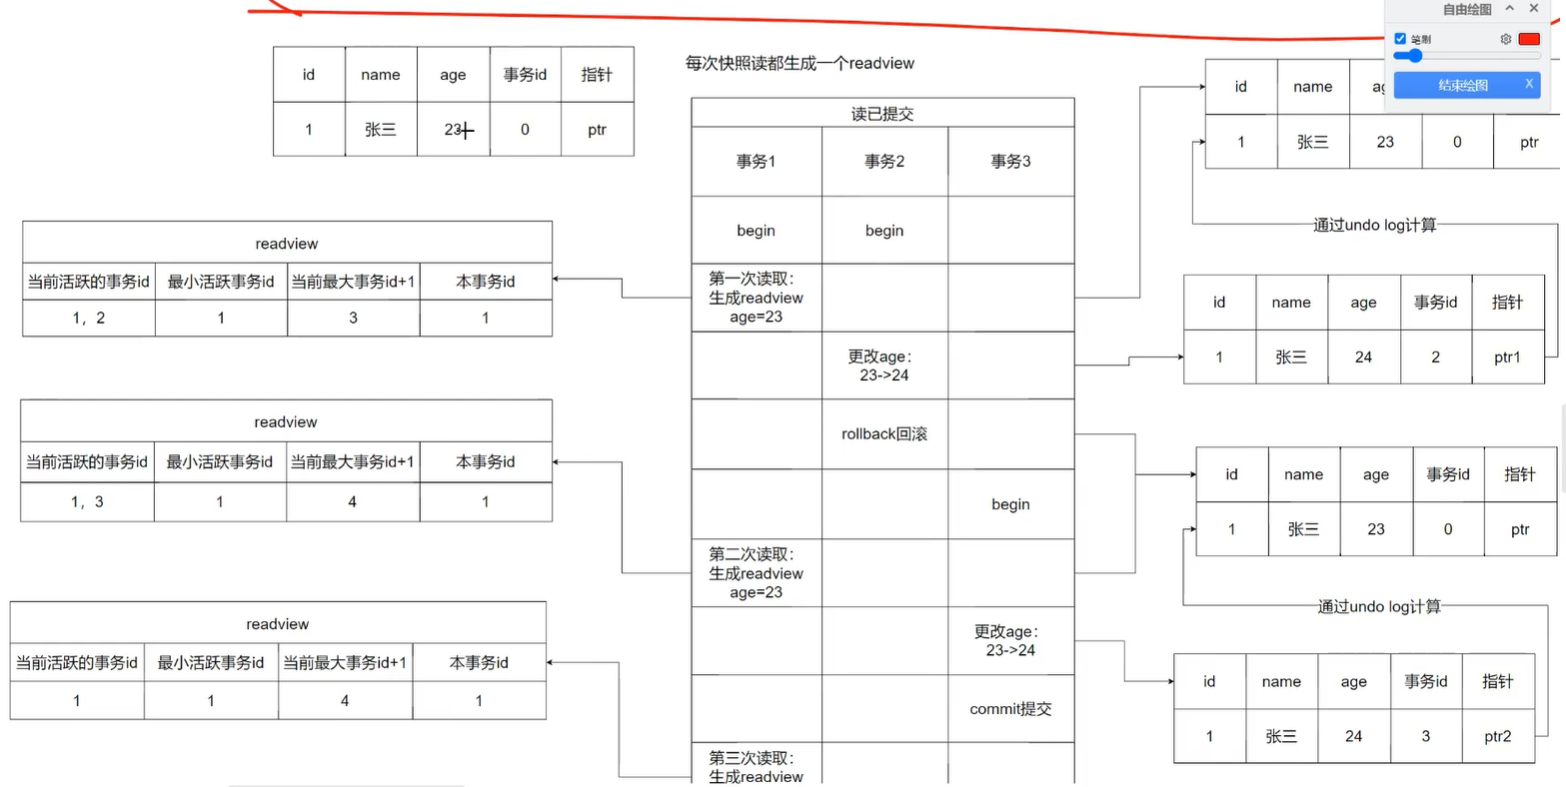 自由绘图
笔刷
结束绘图 X
id name age 事务id 指针
1 张三 23 0 ptr
每次快照读都生成一个readview
读已提交
事务1 事务2 事务3
begin begin
第一次读取：
生成readview
age=23
更改age：
23->24
rollback回滚
begin
第二次读取：
生成readview
age=23
更改age：
23->24
commit提交
第三次读取：
生成readview
readview
当前活跃的事务id 最小活跃事务id 当前最大事务id+1 本事务id
1，2 1 3 1
readview
当前活跃的事务id 最小活跃事务id 当前最大事务id+1 本事务id
1，3 1 4 1
readview
当前活跃的事务id 最小活跃事务id 当前最大事务id+1 本事务id
1 1 4 1
id name
1 张三 23 0 ptr
通过undo log计算
id name age 事务id 指针
1 张三 24 2 ptr1
id name age 事务id 指针
1 张三 23 0 ptr
通过undo log计算
id name age 事务id 指针
1 张三 24 3 ptr2